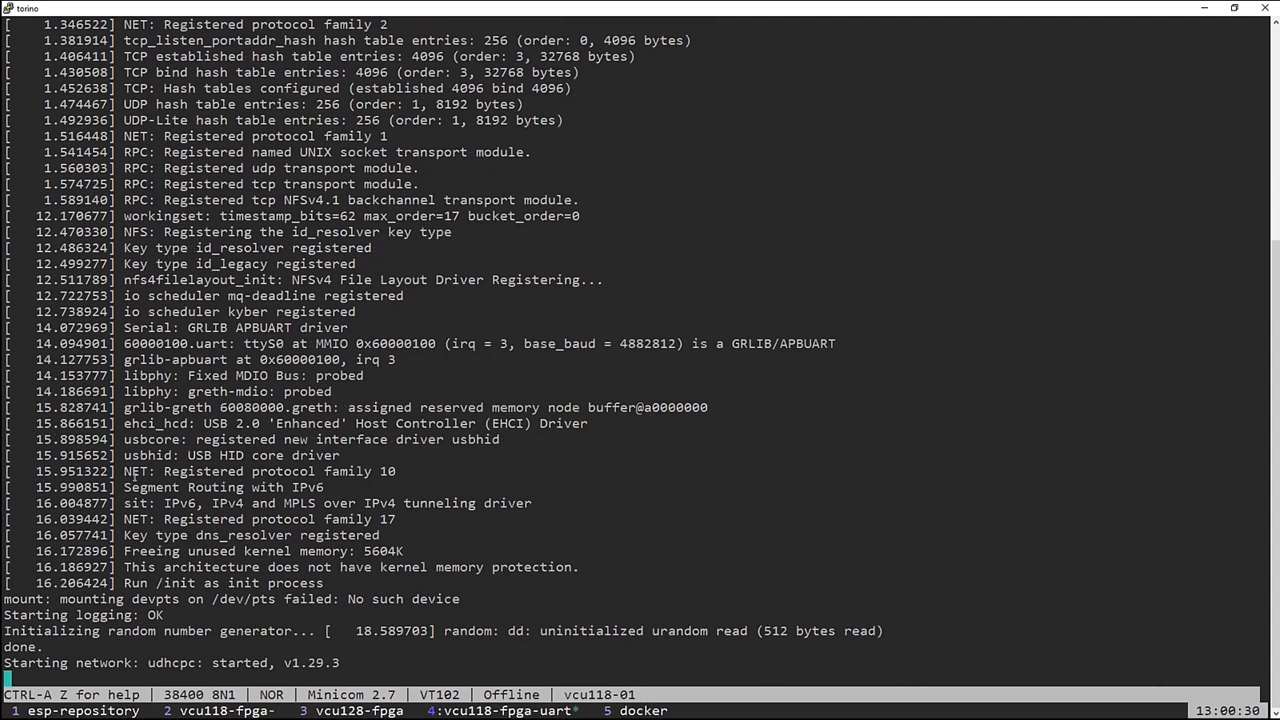 torino
[    1.346522] NET: Registered protocol family 2
[    1.381914] tcp_listen_portaddr_hash hash table entries: 256 (order: 0, 4096 bytes)
[    1.406411] TCP established hash table entries: 4096 (order: 3, 32768 bytes)
[    1.430508] TCP bind hash table entries: 4096 (order: 3, 32768 bytes)
[    1.452638] TCP: Hash tables configured (established 4096 bind 4096)
[    1.474467] UDP hash table entries: 256 (order: 1, 8192 bytes)
[    1.492936] UDP-Lite hash table entries: 256 (order: 1, 8192 bytes)
[    1.516448] NET: Registered protocol family 1
[    1.541454] RPC: Registered named UNIX socket transport module.
[    1.560303] RPC: Registered udp transport module.
[    1.574725] RPC: Registered tcp transport module.
[    1.589140] RPC: Registered tcp NFSv4.1 backchannel transport module.
[   12.170677] workingset: timestamp_bits=62 max_order=17 bucket_order=0
[   12.470330] NFS: Registering the id_resolver key type
[   12.486324] Key type id_resolver registered
[   12.499277] Key type id_legacy registered
[   12.511789] nfs4filelayout_init: NFSv4 File Layout Driver Registering...
[   12.722753] io scheduler mq-deadline registered
[   12.738924] io scheduler kyber registered
[   14.072969] Serial: GRLIB APBUART driver
[   14.094901] 60000100.uart: ttyS0 at MMIO 0x60000100 (irq = 3, base_baud = 4882812) is a GRLIB/APBUART
[   14.127753] grlib-apbuart at 0x60000100, irq 3
[   14.153777] libphy: Fixed MDIO Bus: probed
[   14.186691] libphy: greth-mdio: probed
[   15.828741] grlib-greth 60080000.greth: assigned reserved memory node buffer@a0000000
[   15.866151] ehci_hcd: USB 2.0 'Enhanced' Host Controller (EHCI) Driver
[   15.898594] usbcore: registered new interface driver usbhid
[   15.915652] usbhid: USB HID core driver
[   15.951322] NET: Registered protocol family 10
[   15.990851] Segment Routing with IPv6
[   16.004877] sit: IPv6, IPv4 and MPLS over IPv4 tunneling driver
[   16.039442] NET: Registered protocol family 17
[   16.057741] Key type dns_resolver registered
[   16.172896] Freeing unused kernel memory: 5604K
[   16.186927] This architecture does not have kernel memory protection.
[   16.206424] Run /init as init process
mount: mounting devpts on /dev/pts failed: No such device
Starting logging: OK
Initializing random number generator... [   18.589703] random: dd: uninitialized urandom read (512 bytes read)
done.
Starting network: udhcpc: started, v1.29.3
CTRL-A Z for help | 38400 8N1 | NOR | Minicom 2.7 | VT102 | Offline | vcu118-01
1 esp-repository  2 vcu118-fpga-  3 vcu128-fpga  4:vcu118-fpga-uart*  5 docker  13:00:30